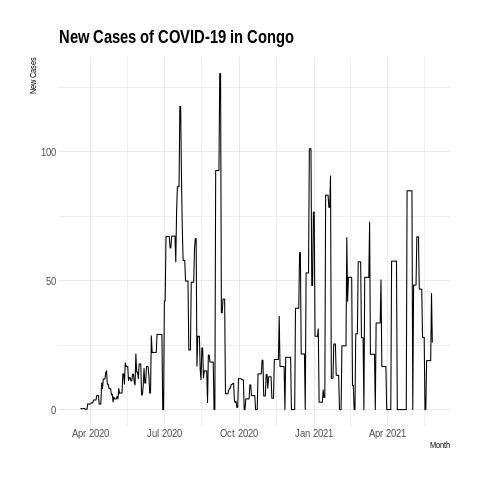 New Cases of COVID-19 in Congo
New Cases
100
50
0
Apr 2020 Jul 2020 Oct 2020 Jan 2021 Apr 2021
Month